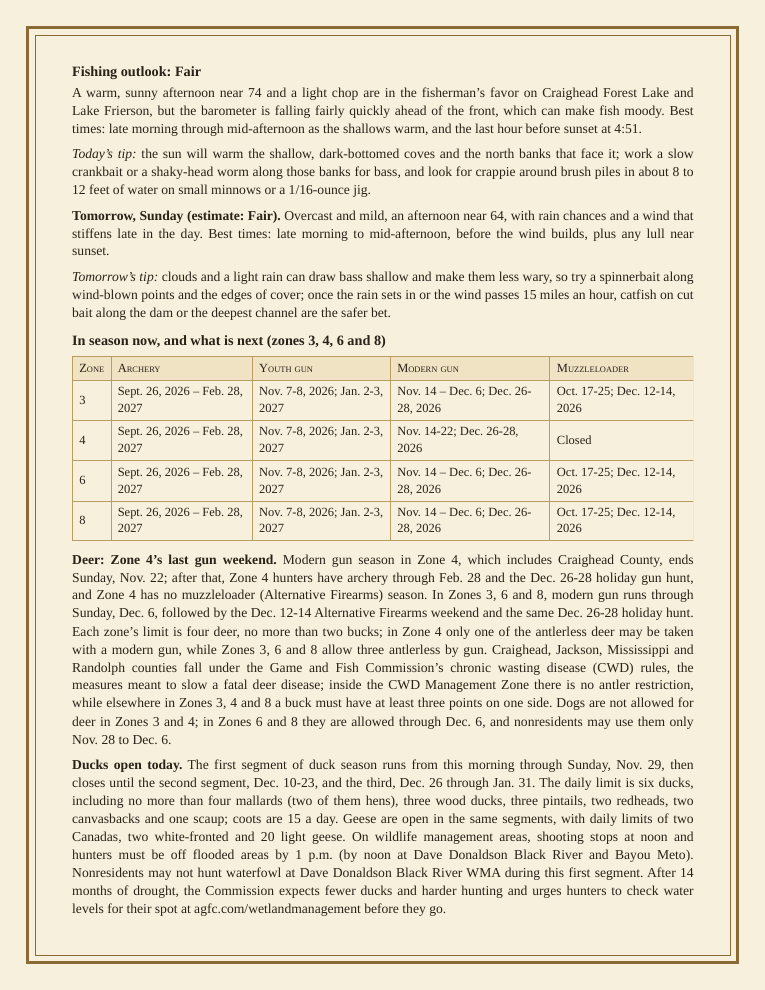 Fishing outlook: Fair
A warm, sunny afternoon near 74 and a light chop are in the fisherman’s favor on Craighead Forest Lake and
Lake Frierson, but the barometer is falling fairly quickly ahead of the front, which can make fish moody. Best
times: late morning through mid-afternoon as the shallows warm, and the last hour before sunset at 4:51.
Today’s tip: the sun will warm the shallow, dark-bottomed coves and the north banks that face it; work a slow
crankbait or a shaky-head worm along those banks for bass, and look for crappie around brush piles in about 8 to
12 feet of water on small minnows or a 1/16-ounce jig.
Tomorrow, Sunday (estimate: Fair). Overcast and mild, an afternoon near 64, with rain chances and a wind that
stiffens late in the day. Best times: late morning to mid-afternoon, before the wind builds, plus any lull near
sunset.
Tomorrow’s tip: clouds and a light rain can draw bass shallow and make them less wary, so try a spinnerbait along
wind-blown points and the edges of cover; once the rain sets in or the wind passes 15 miles an hour, catfish on cut
bait along the dam or the deepest channel are the safer bet.
In season now, and what is next (zones 3, 4, 6 and 8)
Zone Archery Youth gun Modern gun Muzzleloader
3 Sept. 26, 2026 – Feb. 28, 2027 Nov. 7-8, 2026; Jan. 2-3, 2027 Nov. 14 – Dec. 6; Dec. 26-28, 2026 Oct. 17-25; Dec. 12-14, 2026
4 Sept. 26, 2026 – Feb. 28, 2027 Nov. 7-8, 2026; Jan. 2-3, 2027 Nov. 14-22; Dec. 26-28, 2026 Closed
6 Sept. 26, 2026 – Feb. 28, 2027 Nov. 7-8, 2026; Jan. 2-3, 2027 Nov. 14 – Dec. 6; Dec. 26-28, 2026 Oct. 17-25; Dec. 12-14, 2026
8 Sept. 26, 2026 – Feb. 28, 2027 Nov. 7-8, 2026; Jan. 2-3, 2027 Nov. 14 – Dec. 6; Dec. 26-28, 2026 Oct. 17-25; Dec. 12-14, 2026
Deer: Zone 4’s last gun weekend. Modern gun season in Zone 4, which includes Craighead County, ends
Sunday, Nov. 22; after that, Zone 4 hunters have archery through Feb. 28 and the Dec. 26-28 holiday gun hunt,
and Zone 4 has no muzzleloader (Alternative Firearms) season. In Zones 3, 6 and 8, modern gun runs through
Sunday, Dec. 6, followed by the Dec. 12-14 Alternative Firearms weekend and the same Dec. 26-28 holiday hunt.
Each zone’s limit is four deer, no more than two bucks; in Zone 4 only one of the antlerless deer may be taken
with a modern gun, while Zones 3, 6 and 8 allow three antlerless by gun. Craighead, Jackson, Mississippi and
Randolph counties fall under the Game and Fish Commission’s chronic wasting disease (CWD) rules, the
measures meant to slow a fatal deer disease; inside the CWD Management Zone there is no antler restriction,
while elsewhere in Zones 3, 4 and 8 a buck must have at least three points on one side. Dogs are not allowed for
deer in Zones 3 and 4; in Zones 6 and 8 they are allowed through Dec. 6, and nonresidents may use them only
Nov. 28 to Dec. 6.
Ducks open today. The first segment of duck season runs from this morning through Sunday, Nov. 29, then
closes until the second segment, Dec. 10-23, and the third, Dec. 26 through Jan. 31. The daily limit is six ducks,
including no more than four mallards (two of them hens), three wood ducks, three pintails, two redheads, two
canvasbacks and one scaup; coots are 15 a day. Geese are open in the same segments, with daily limits of two
Canadas, two white-fronted and 20 light geese. On wildlife management areas, shooting stops at noon and
hunters must be off flooded areas by 1 p.m. (by noon at Dave Donaldson Black River and Bayou Meto).
Nonresidents may not hunt waterfowl at Dave Donaldson Black River WMA during this first segment. After 14
months of drought, the Commission expects fewer ducks and harder hunting and urges hunters to check water
levels for their spot at agfc.com/wetlandmanagement before they go.